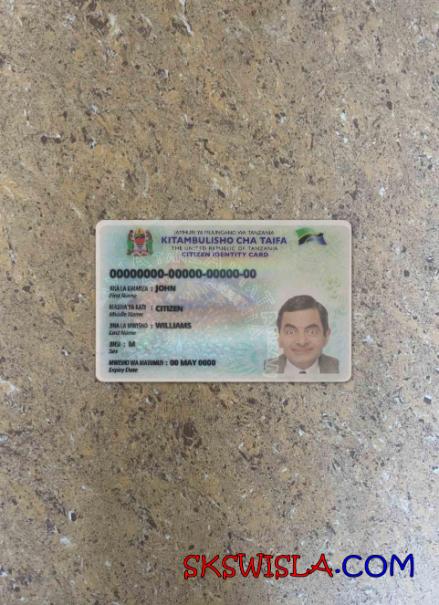 JAMHURI YA MUUNGANO WA TANZANIA
KITAMBULISHO CHA TAIFA
THE UNITED REPUBLIC OF TANZANIA
CITIZEN IDENTITY CARD
00000000-00000-00000-00
JINA LA KWANZA : JOHN
First Name
MAJINA YA KATI : CITIZEN
Middle Name
JINA LA MWISHO : WILLIAMS
Last Name
JINSI : M
Sex
MWISHO WA MATUMIZI : 00 MAY 0000
Expiry Date
SKSWISLA.COM